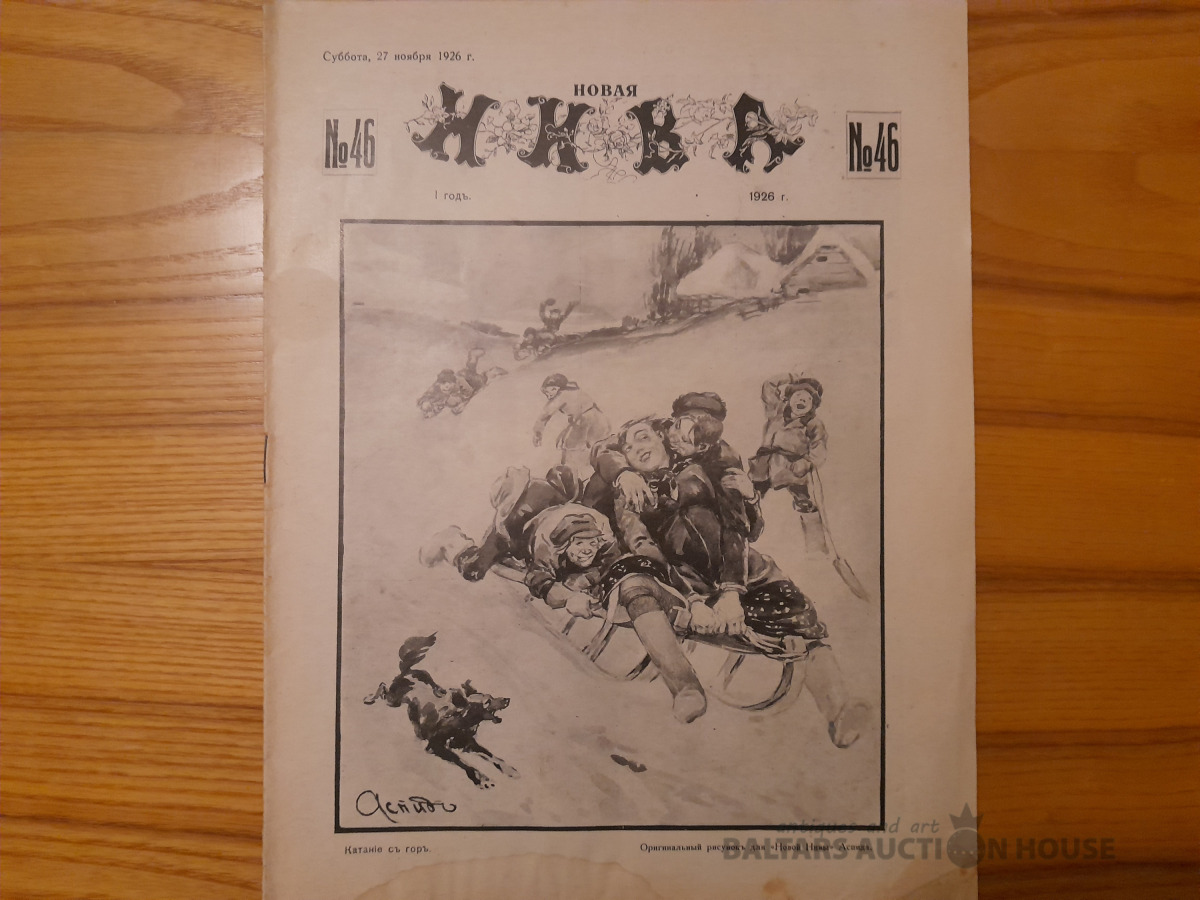 Суббота, 27 ноября 1926 г.
НОВАЯ
НИВА
№46
№46
I годъ.
1926 г.
Аспидъ
Катаніе съ горъ.
Оригинальный рисунокъ для «Новой Нивы» Аспида.
antiques and art
BALTARS AUCTION HOUSE